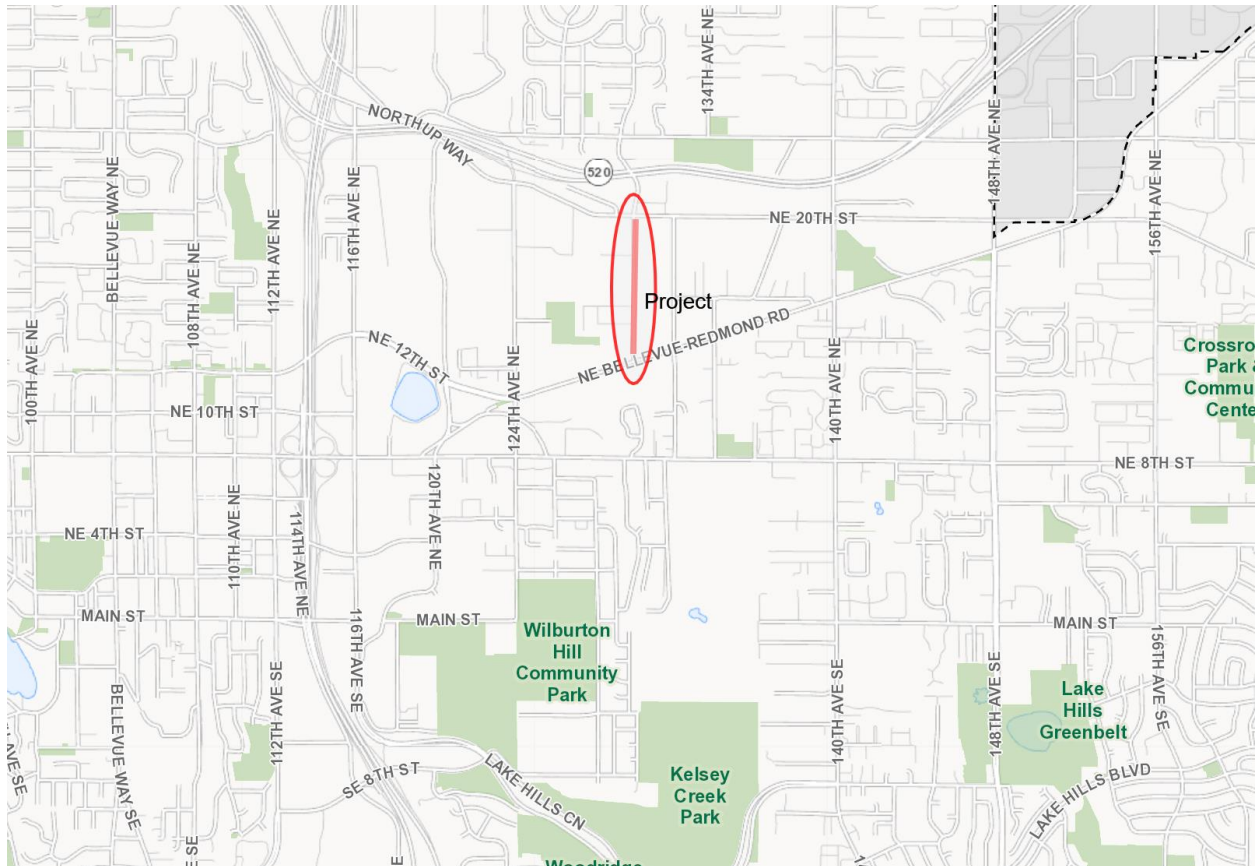 134TH AVE NE
NORTHUP WAY
520
148TH AVE NE
BELLEVUE WAY NE
116TH AVE NE
112TH AVE NE
108TH AVE NE
NE 20TH ST
156TH AVE NE
Project
NE BELLEVUE-REDMOND RD
NE 12TH ST
100TH AVE NE
124TH AVE NE
140TH AVE NE
Crossro
Park &
Commu
Cente
NE 10TH ST
NE 8TH ST
120TH AVE NE
110TH AVE NE
114TH AVE NE
NE 4TH ST
MAIN ST
MAIN ST
MAIN ST
Wilburton
Hill
Community
Park
116TH AVE SE
112TH AVE SE
BELLEVUE WAY SE
AVE SE
140TH AVE SE
148TH AVE SE
156TH AVE SE
Lake
Hills
Greenbelt
SE 8TH ST
LAKE HILLS CN
Kelsey
Creek
Park
LAKE HILLS BLVD
Woodridge
SE
E